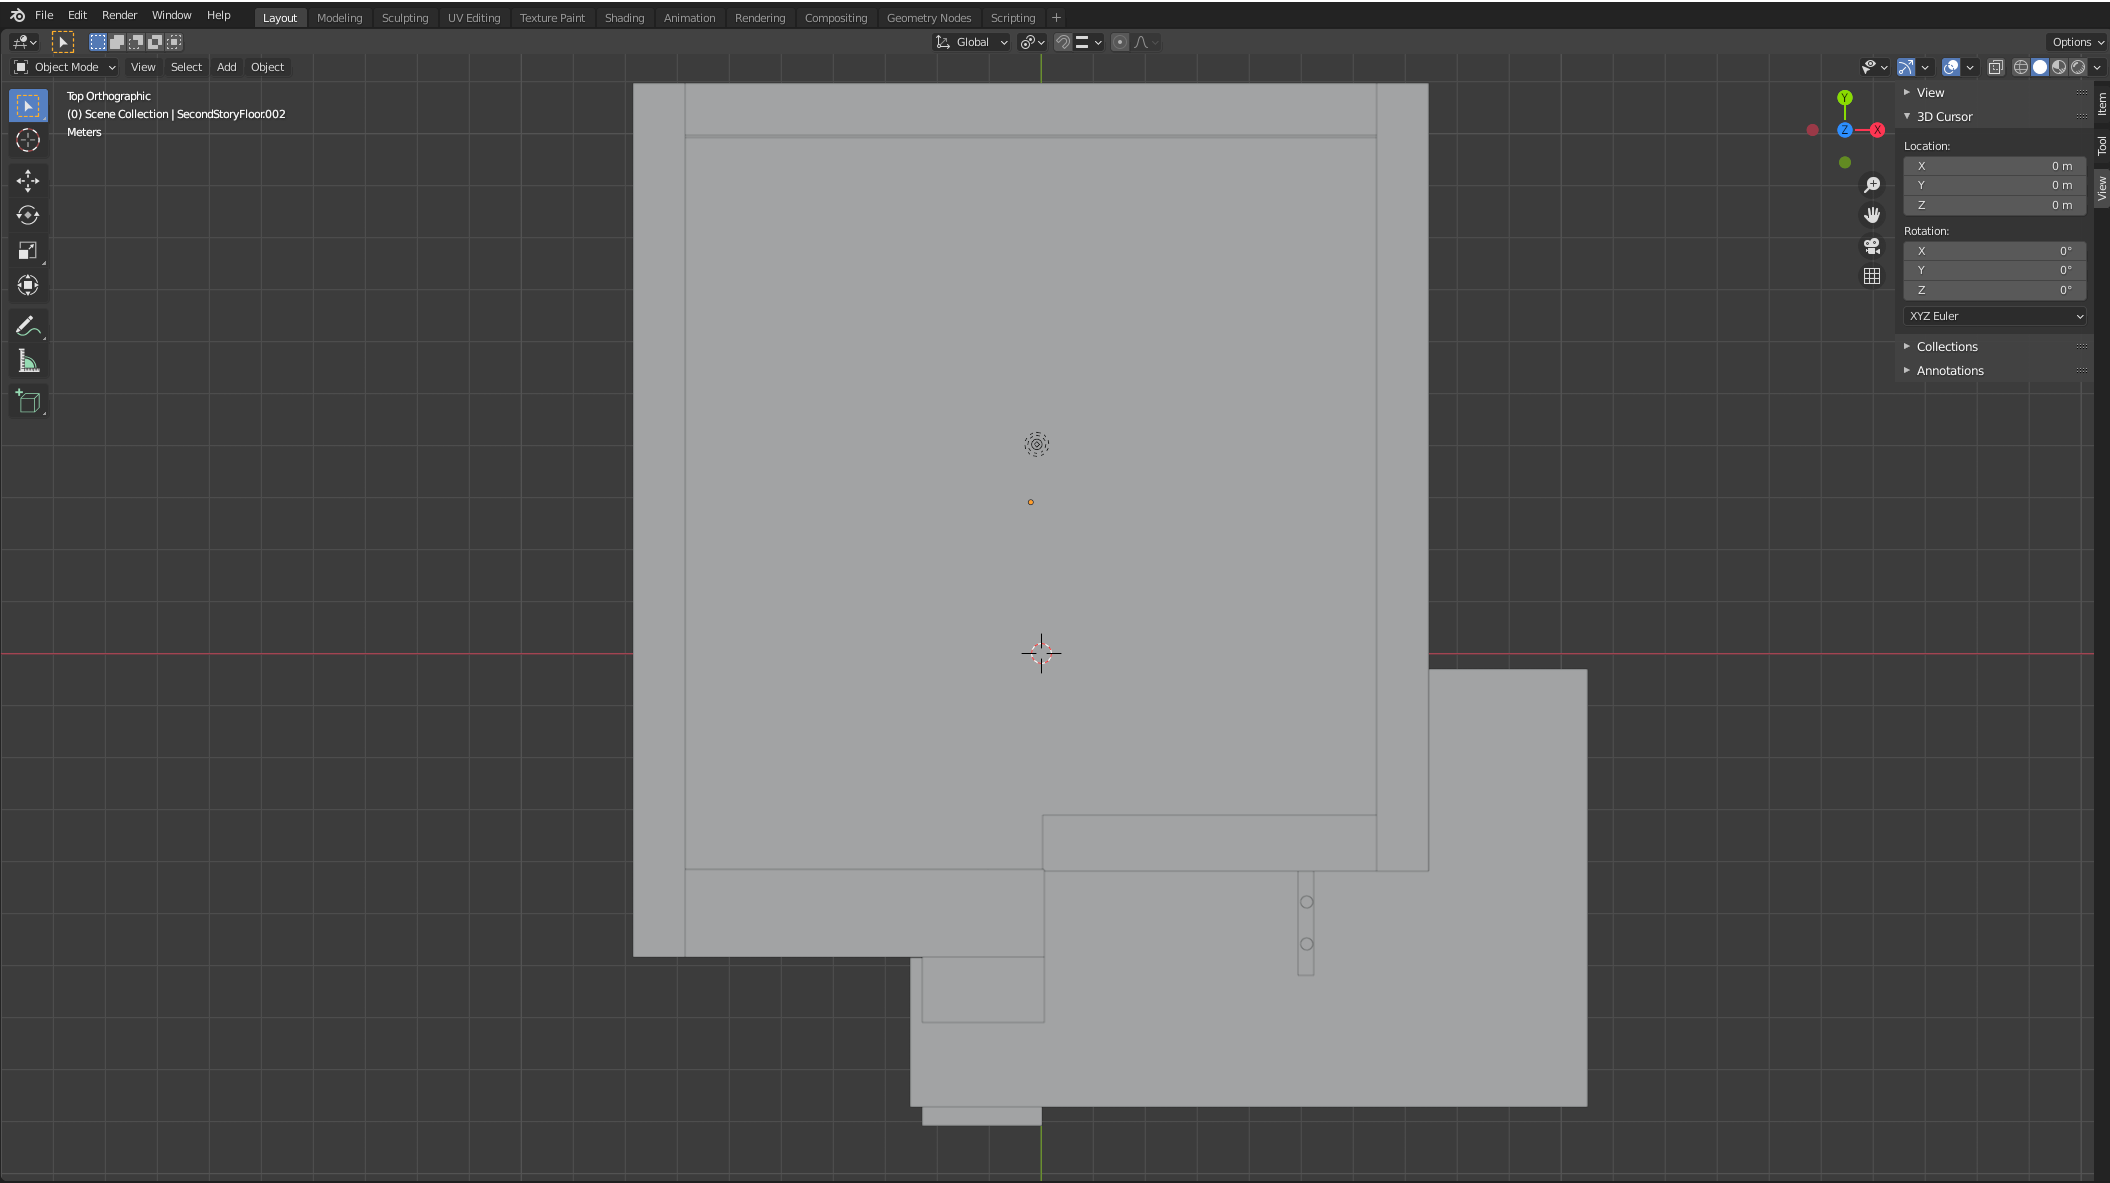 File Edit Render Window Help Layout Modeling Sculpting UV Editing Texture Paint Shading Animation Rendering Compositing Geometry Nodes Scripting +
Global Options
Object Mode View Select Add Object
Top Orthographic
(0) Scene Collection | SecondStoryFloor.002
Meters
Y
Z X
View
3D Cursor
Location:
X 0 m
Y 0 m
Z 0 m
Rotation:
X 0°
Y 0°
Z 0°
XYZ Euler
Collections
Annotations
Item
Tool
View